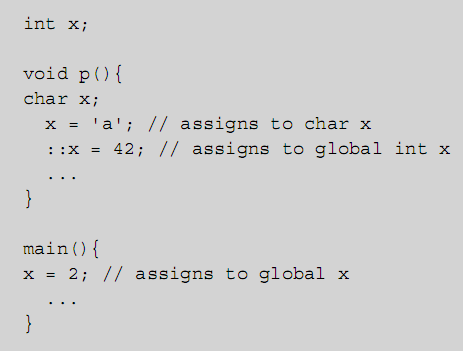 int x;
void p(){
char x;
x = 'a'; // assigns to char x
::x = 42; // assigns to global int x
...
}
main(){
x = 2; // assigns to global x
...
}